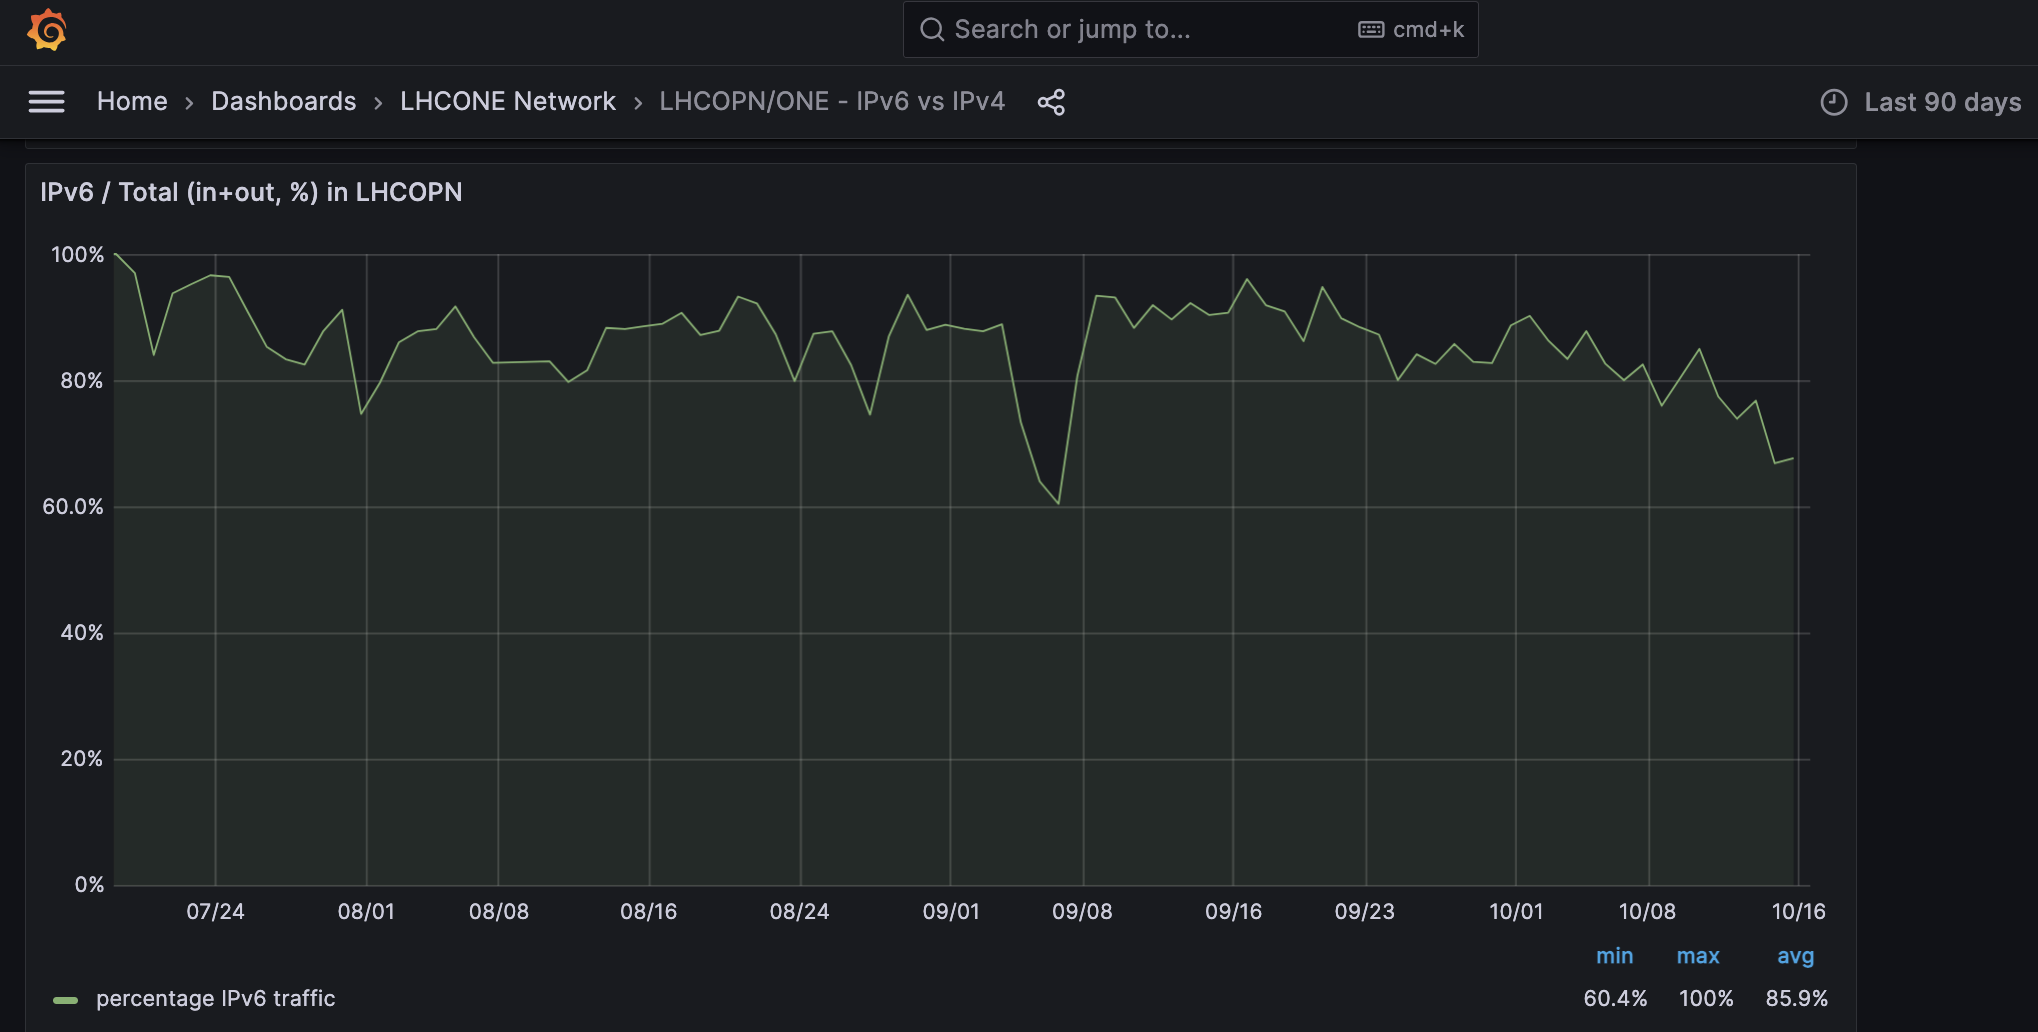 Search or jump to... cmd+k
Home › Dashboards › LHCONE Network › LHCOPN/ONE - IPv6 vs IPv4 Last 90 days
IPv6 / Total (in+out, %) in LHCOPN
100%
80%
60.0%
40%
20%
0%
07/24 08/01 08/08 08/16 08/24 09/01 09/08 09/16 09/23 10/01 10/08 10/16
min max avg
percentage IPv6 traffic 60.4% 100% 85.9%